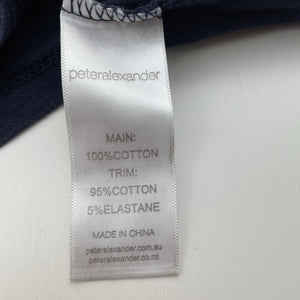 peteralexander
MAIN:
100%COTTON
TRIM:
95%COTTON
5%ELASTANE
MADE IN CHINA
peteralexander.com.au
peteralexander.co.nz